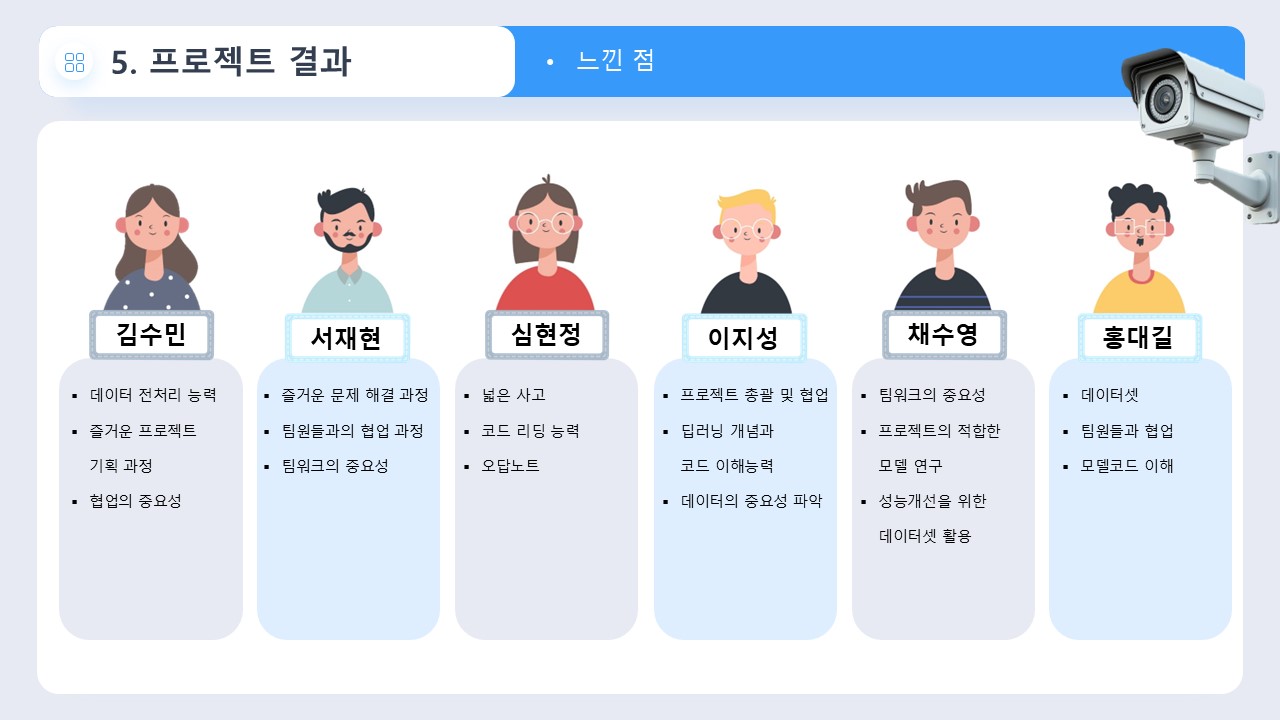 5. 프로젝트 결과
• 느낀 점
김수민
▪ 데이터 전처리 능력
▪ 즐거운 프로젝트
기획 과정
▪ 협업의 중요성
서재현
▪ 즐거운 문제 해결 과정
▪ 팀원들과의 협업 과정
▪ 팀워크의 중요성
심현정
▪ 넓은 사고
▪ 코드 리딩 능력
▪ 오답노트
이지성
▪ 프로젝트 총괄 및 협업
▪ 딥러닝 개념과
코드 이해능력
▪ 데이터의 중요성 파악
채수영
▪ 팀워크의 중요성
▪ 프로젝트의 적합한
모델 연구
▪ 성능개선을 위한
데이터셋 활용
홍대길
▪ 데이터셋
▪ 팀원들과 협업
▪ 모델코드 이해